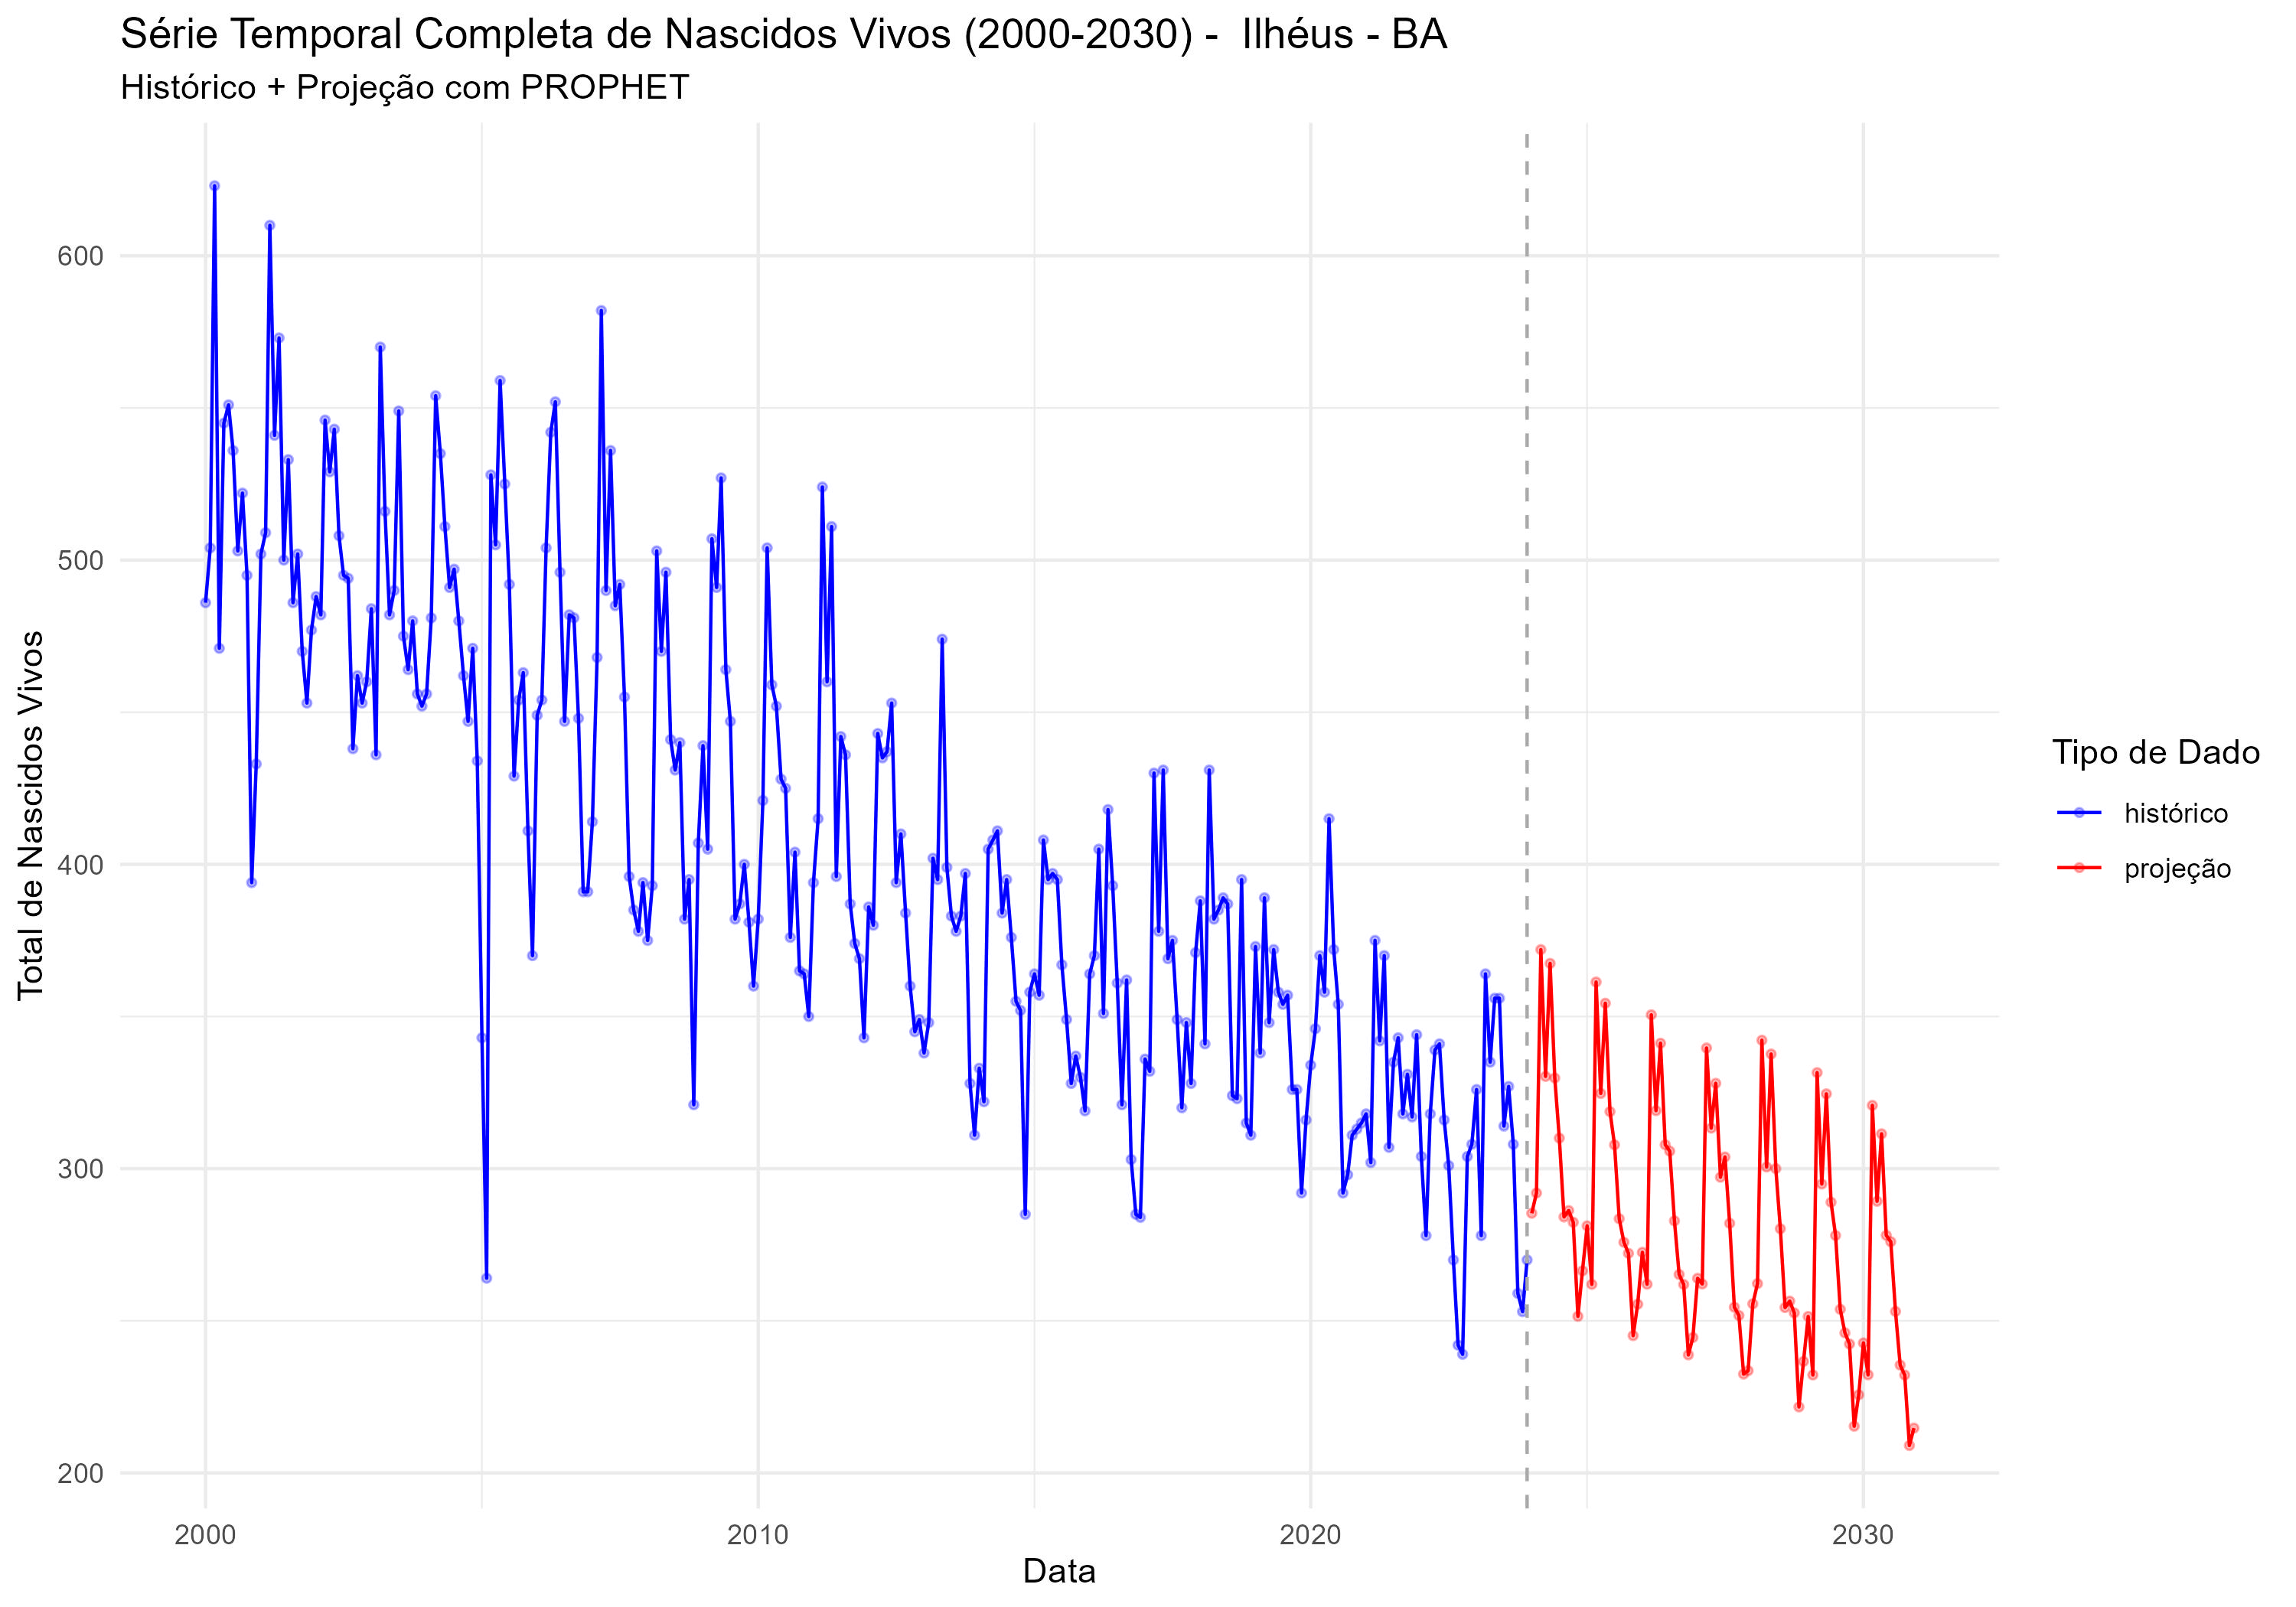 Série Temporal Completa de Nascidos Vivos (2000-2030) -  Ilhéus - BA
Histórico + Projeção com PROPHET
Total de Nascidos Vivos
600
500
400
300
200
2000
2010
2020
2030
Data
Tipo de Dado
histórico
projeção